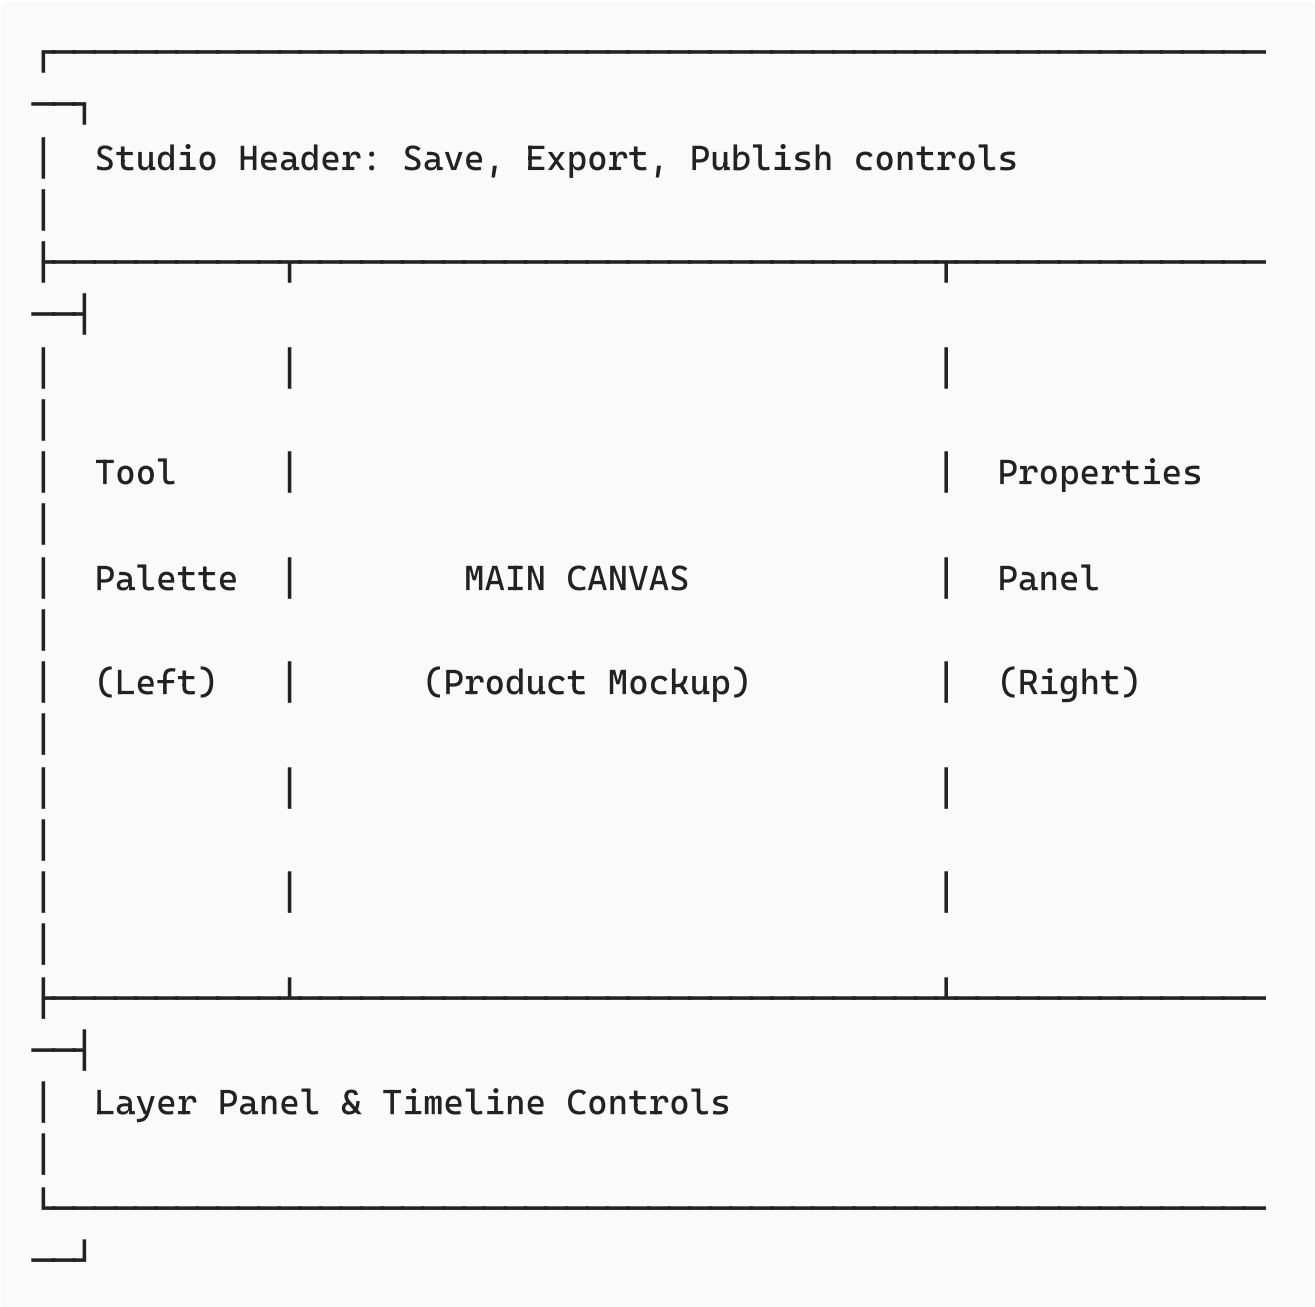 Studio Header: Save, Export, Publish controls
Tool Properties
Palette MAIN CANVAS Panel
(Left) (Product Mockup) (Right)
Layer Panel & Timeline Controls